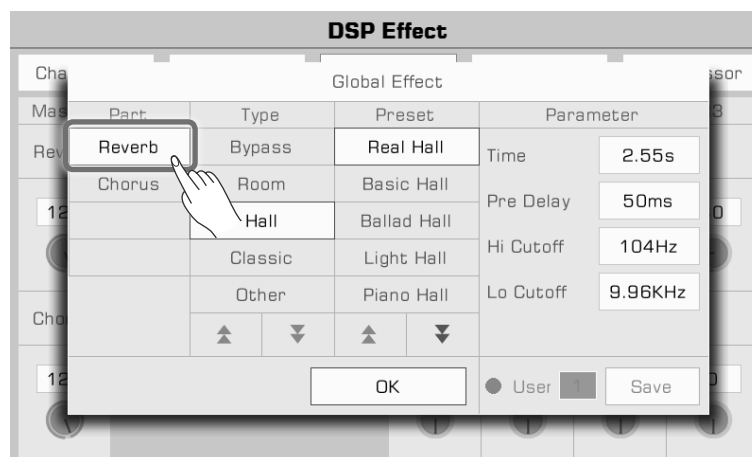 DSP Effect
Global Effect
Part Type Preset Parameter
Reverb Bypass Real Hall Time 2.55s
Chorus Room Basic Hall Pre Delay 50ms
Hall Ballad Hall
Classic Light Hall Hi Cutoff 104Hz
Other Piano Hall Lo Cutoff 9.96KHz
OK User 1 Save